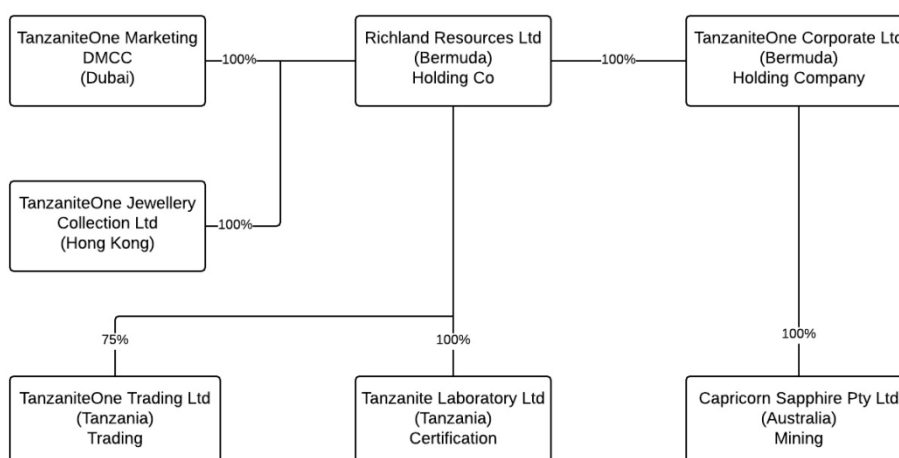 TanzaniteOne Marketing
DMCC
(Dubai)
100%
Richland Resources Ltd
(Bermuda)
Holding Co
100%
TanzaniteOne Corporate Ltd
(Bermuda)
Holding Company
TanzaniteOne Jewellery
Collection Ltd
(Hong Kong)
100%
75%
100%
100%
TanzaniteOne Trading Ltd
(Tanzania)
Trading
Tanzanite Laboratory Ltd
(Tanzania)
Certification
Capricorn Sapphire Pty Ltd
(Australia)
Mining